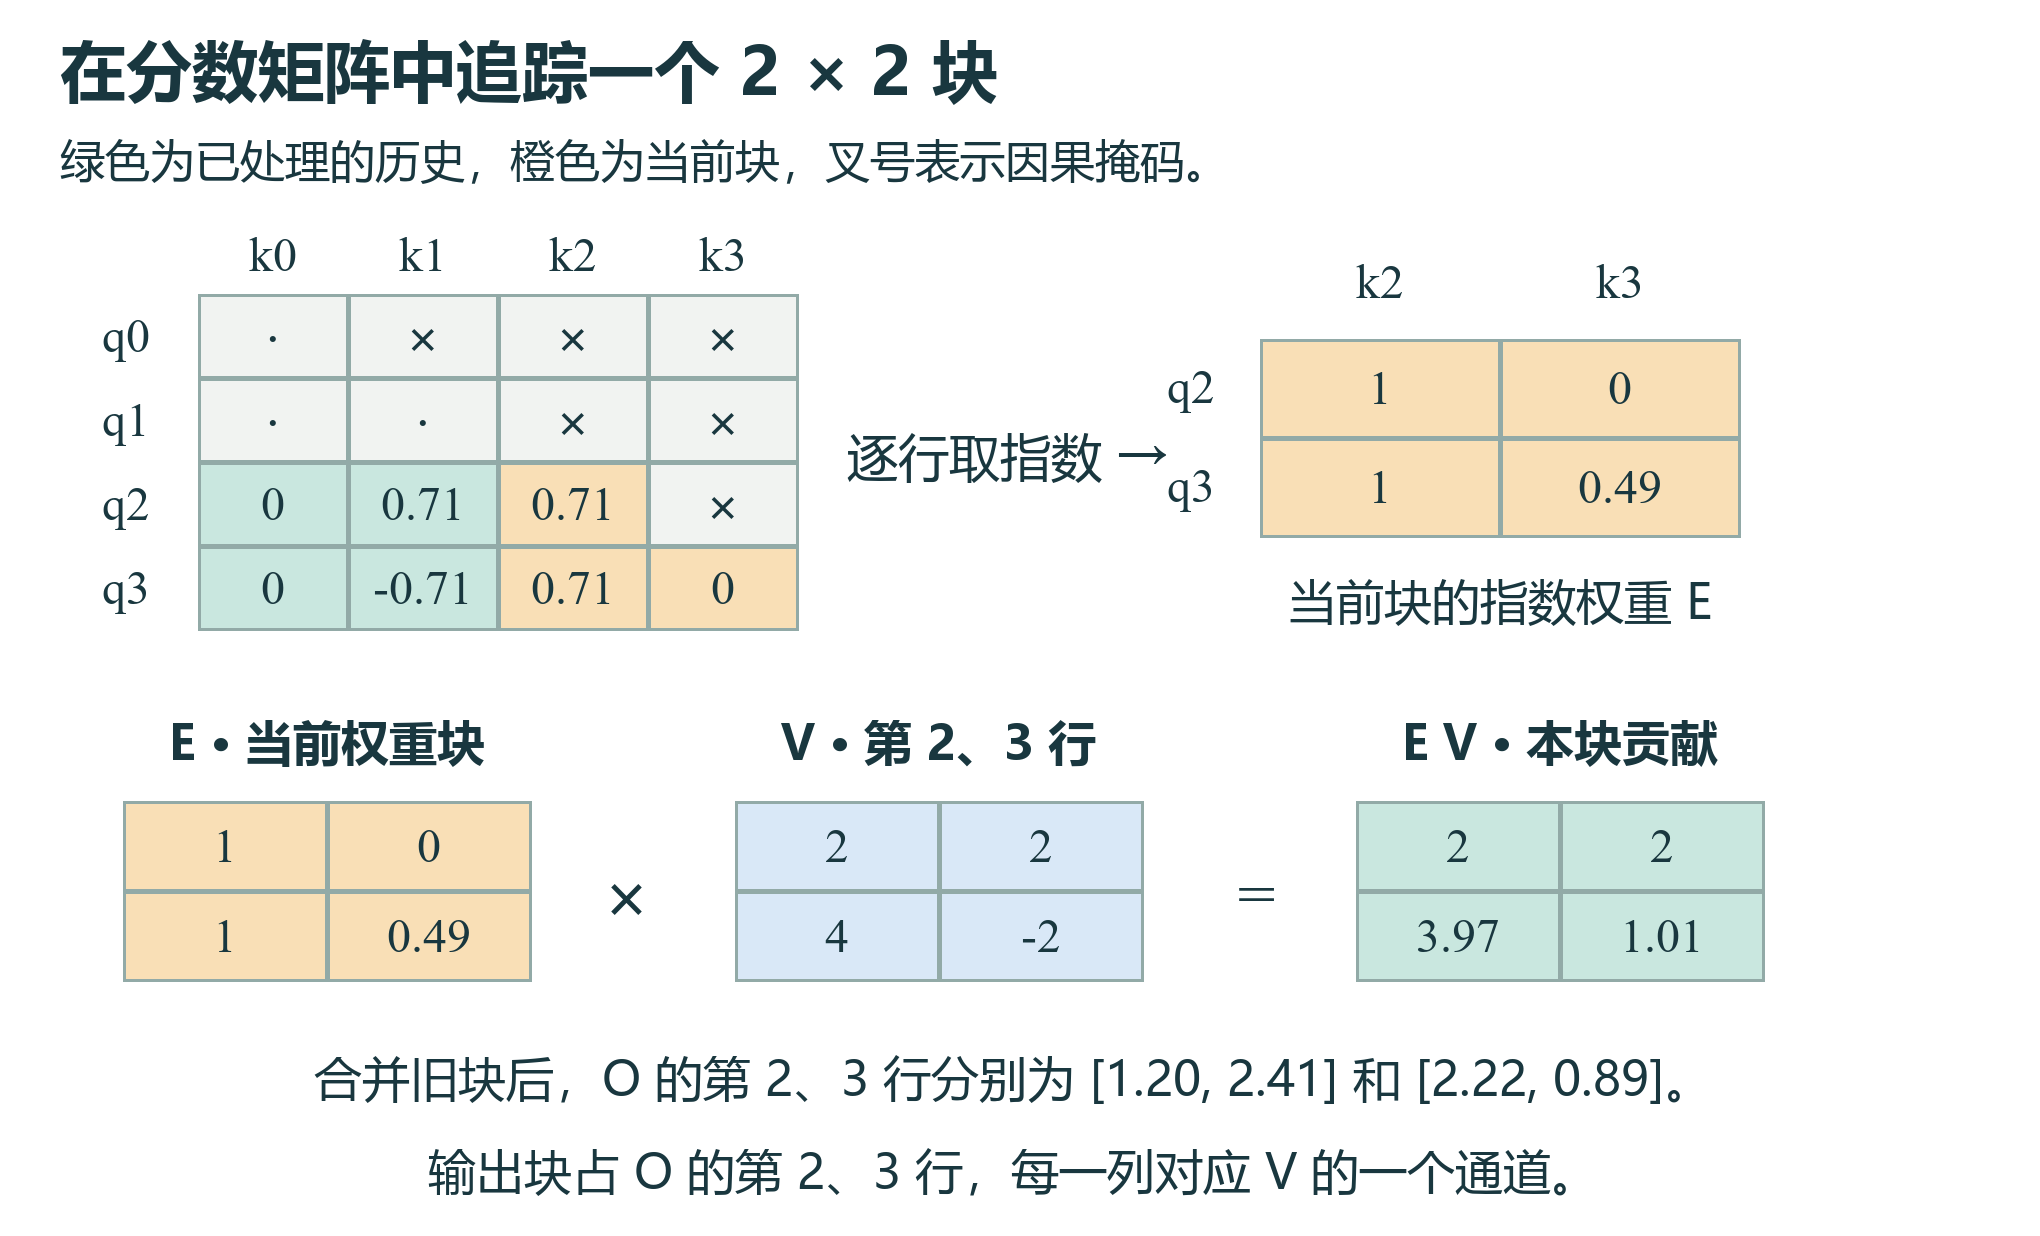 在分数矩阵中追踪一个 2 × 2 块
绿色为已处理的历史，橙色为当前块，叉号表示因果掩码。
k0 k1 k2 k3
q0 · × × ×
q1 · · × ×
q2 0 0.71 0.71 ×
q3 0 -0.71 0.71 0
逐行取指数 →
k2 k3
q2 1 0
q3 1 0.49
当前块的指数权重 E
E · 当前权重块
1 0
1 0.49
×
V · 第 2、3 行
2 2
4 -2
=
E V · 本块贡献
2 2
3.97 1.01
合并旧块后，O 的第 2、3 行分别为 [1.20, 2.41] 和 [2.22, 0.89]。
输出块占 O 的第 2、3 行，每一列对应 V 的一个通道。